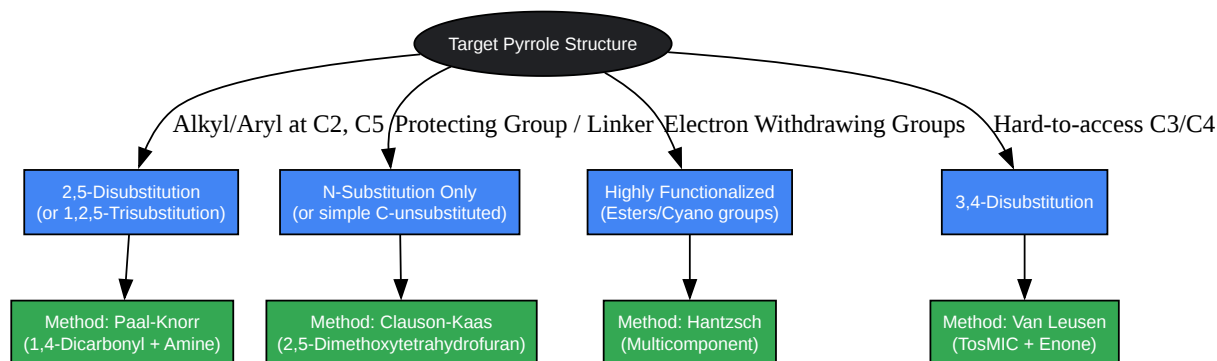 Target Pyrrole Structure
Alkyl/Aryl at C2, C5
Protecting Group / Linker
Electron Withdrawing Groups
Hard-to-access C3/C4
2,5-Disubstitution
(or 1,2,5-Trisubstitution)
N-Substitution Only
(or simple C-unsubstituted)
Highly Functionalized
(Esters/Cyano groups)
3,4-Disubstitution
Method: Paal-Knorr
(1,4-Dicarbonyl + Amine)
Method: Clauson-Kaas
(2,5-Dimethoxytetrahydrofuran)
Method: Hantzsch
(Multicomponent)
Method: Van Leusen
(TosMIC + Enone)